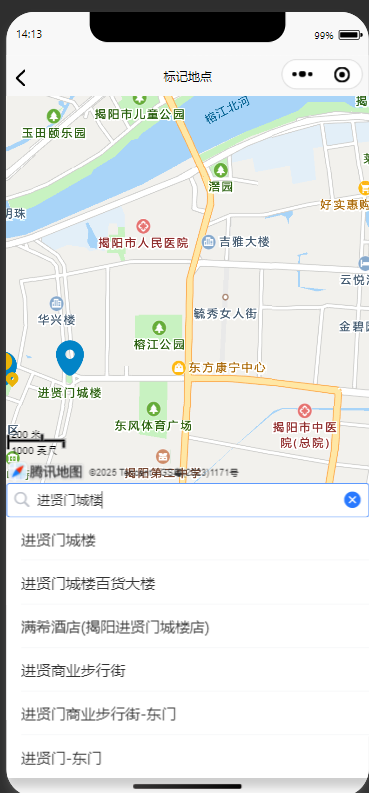 14:13
99%
标记地点
揭阳市儿童公园
榕江北河
玉田颐乐园
滘园
好实惠购
明珠
揭阳市人民医院
吉雅大楼
云悦
华兴楼
毓秀女人街
金碧园
榕江公园
东方康宁中心
进贤门城楼
东风体育广场
揭阳市中医院(总院)
区
200 米
1000 英尺
腾讯地图
©2025 T
揭阳第三中学
1171号
进贤门城楼
进贤门城楼
进贤门城楼百货大楼
满希酒店(揭阳进贤门城楼店)
进贤商业步行街
进贤门商业步行街-东门
进贤门-东门